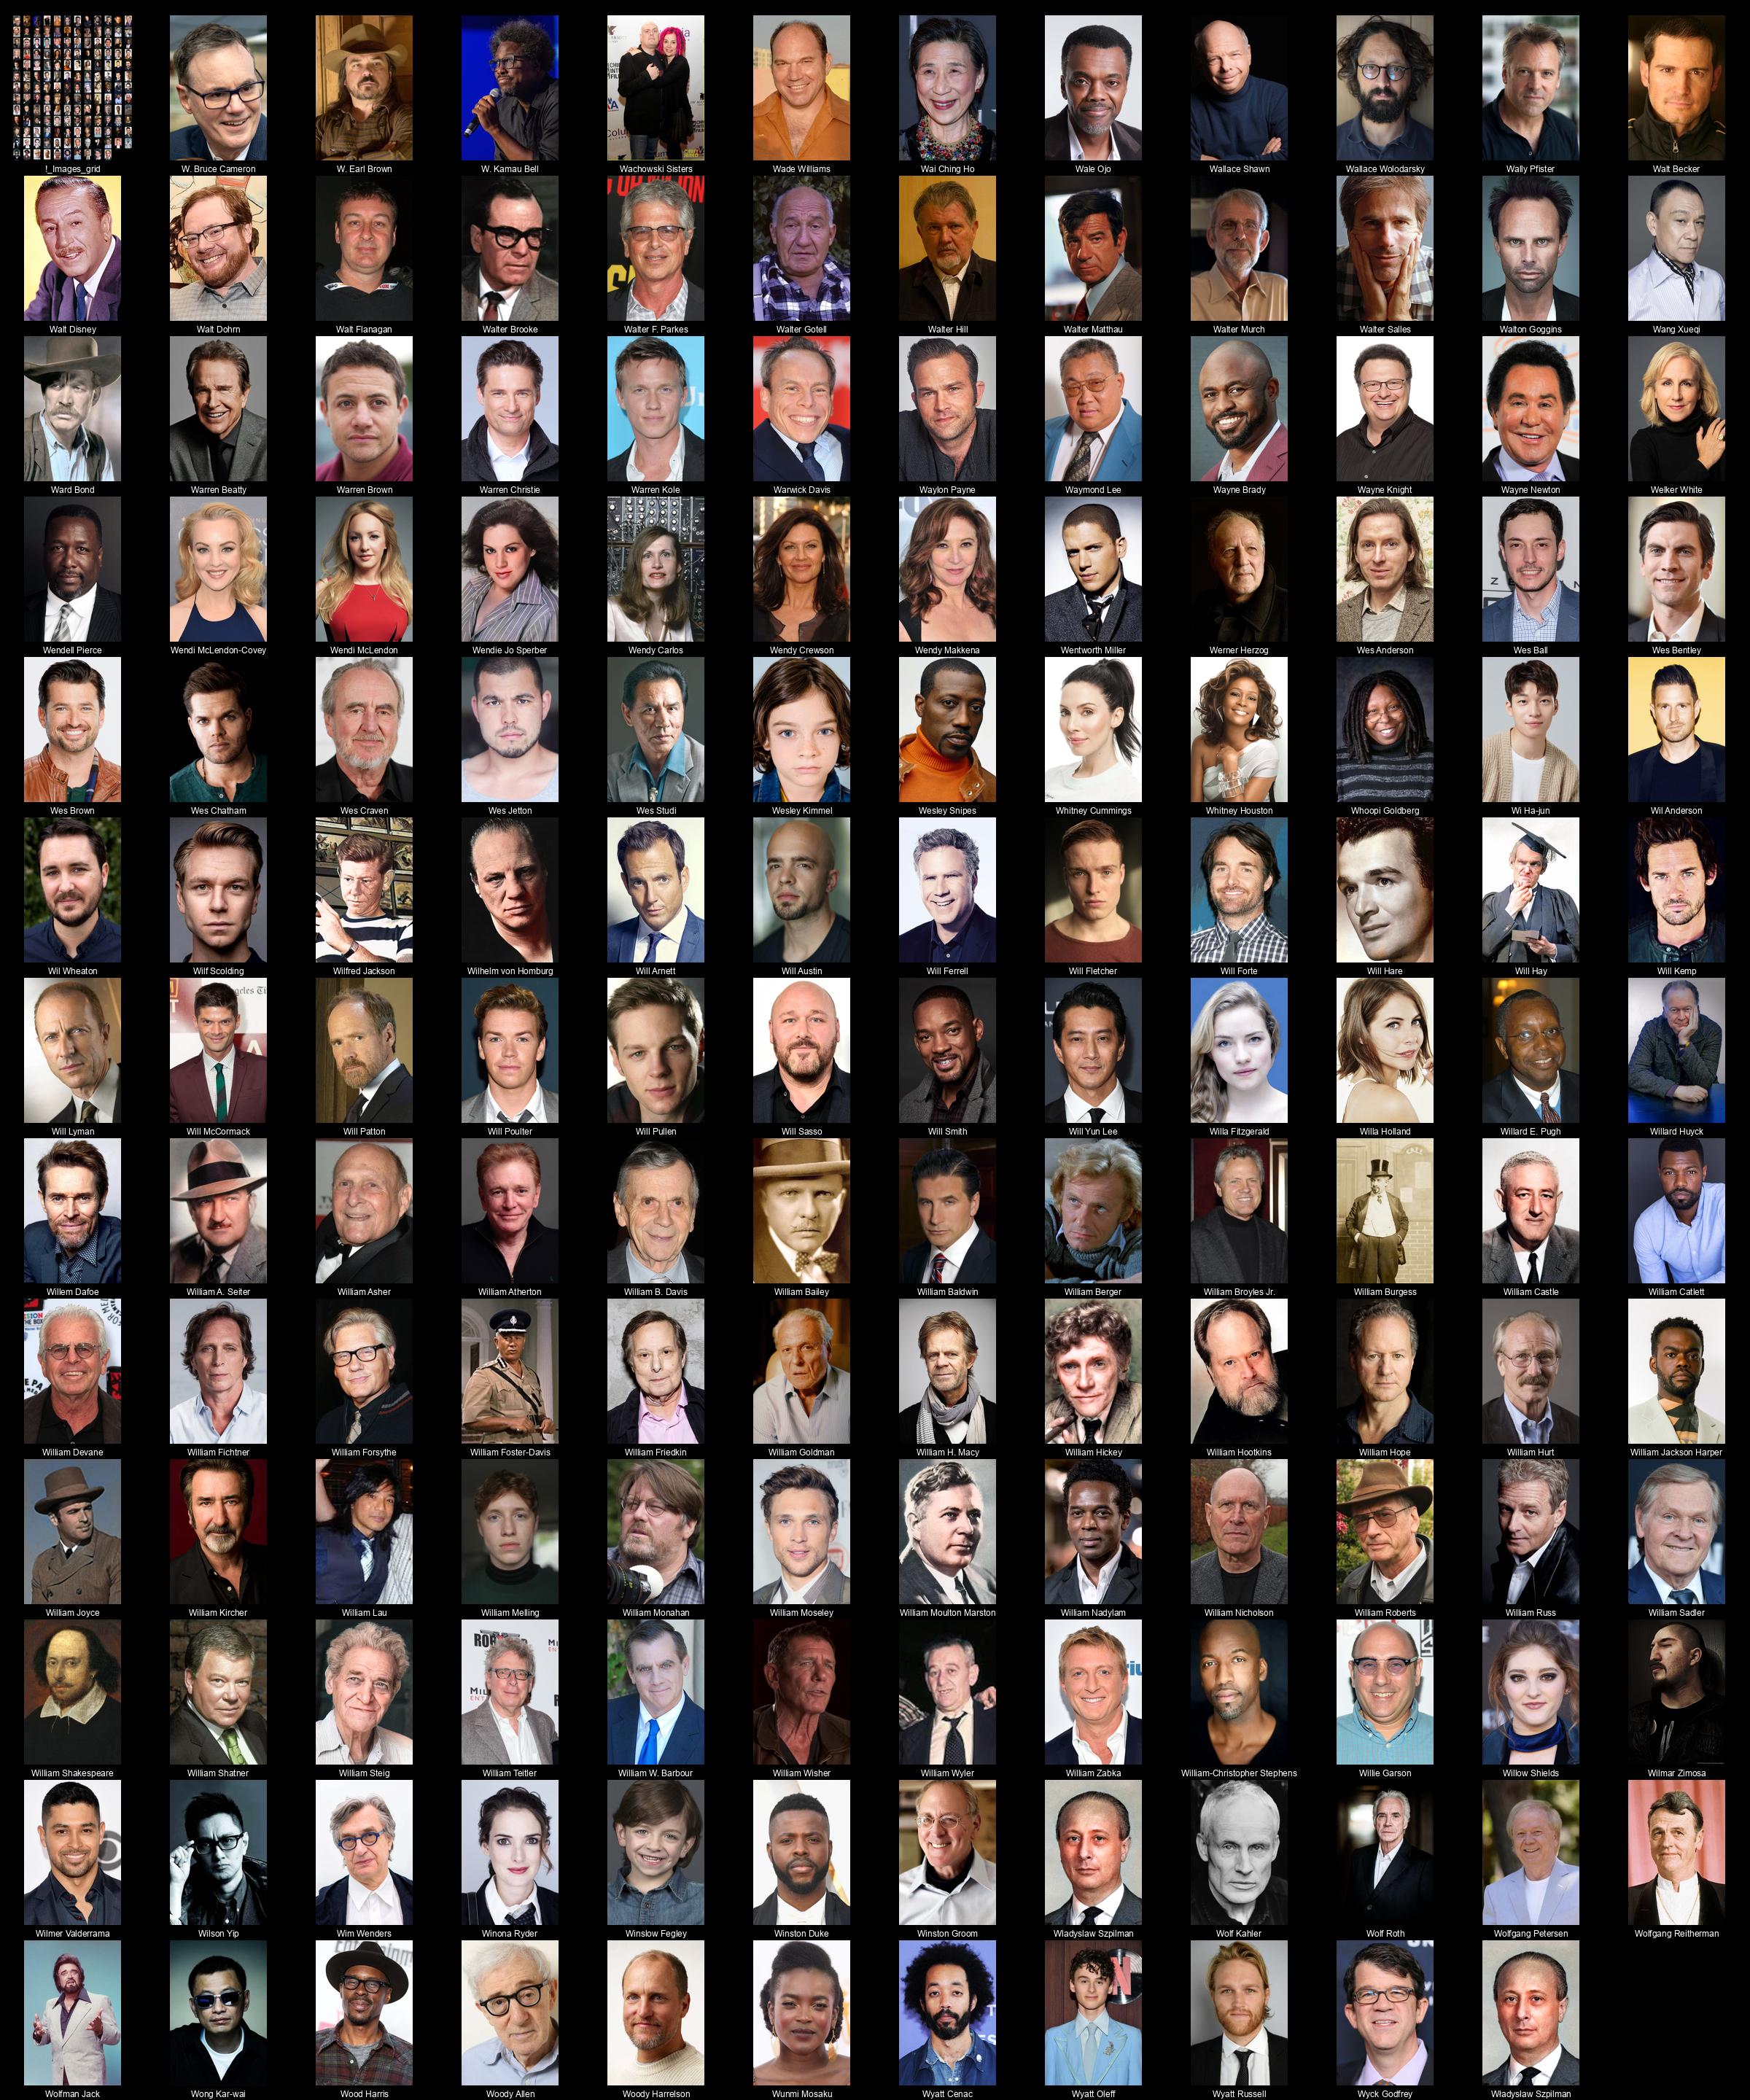 !_Images_grid W. Bruce Cameron W. Earl Brown W. Kamau Bell Wachowski Sisters Wade Williams Wai Ching Ho Wale Ojo Wallace Shawn Wallace Wolodarsky Wally Pfister Walt Becker
Walt Disney Walt Dohrn Walt Flanagan Walter Brooke Walter F. Parkes Walter Gotell Walter Hill Walter Matthau Walter Murch Walter Salles Walton Goggins Wang Xueqi
Ward Bond Warren Beatty Warren Brown Warren Christie Warren Kole Warwick Davis Waylon Payne Waymond Lee Wayne Brady Wayne Knight Wayne Newton Welker White
Wendell Pierce Wendi McLendon-Covey Wendi McLendon Wendie Jo Sperber Wendy Carlos Wendy Crewson Wendy Makkena Wentworth Miller Werner Herzog Wes Anderson Wes Ball Wes Bentley
Wes Brown Wes Chatham Wes Craven Wes Jetton Wes Studi Wesley Kimmel Wesley Snipes Whitney Cummings Whitney Houston Whoopi Goldberg Wi Ha-jun Wil Anderson
Wil Wheaton Wilf Scolding Wilfred Jackson Wilhelm von Homburg Will Arnett Will Austin Will Ferrell Will Fletcher Will Forte Will Hare Will Hay Will Kemp
Will Lyman Will McCormack Will Patton Will Poulter Will Pullen Will Sasso Will Smith Will Yun Lee Willa Fitzgerald Willa Holland Willard E. Pugh Willard Huyck
Willem Dafoe William A. Seiter William Asher William Atherton William B. Davis William Bailey William Baldwin William Berger William Broyles Jr. William Burgess William Castle William Catlett
William Devane William Fichtner William Forsythe William Foster-Davis William Friedkin William Goldman William H. Macy William Hickey William Hootkins William Hope William Hurt William Jackson Harper
William Joyce William Kircher William Lau William Melling William Monahan William Moseley William Moulton Marston William Nadylam William Nicholson William Roberts William Russ William Sadler
William Shakespeare William Shatner William Steig William Teitler William W. Barbour William Wisher William Wyler William Zabka William-Christopher Stephens Willie Garson Willow Shields Wilmar Zimosa
Wilmer Valderrama Wilson Yip Wim Wenders Winona Ryder Winslow Fegley Winston Duke Winston Groom Wladyslaw Szpilman Wolf Kahler Wolf Roth Wolfgang Petersen Wolfgang Reitherman
Wolfman Jack Wong Kar-wai Wood Harris Woody Allen Woody Harrelson Wunmi Mosaku Wyatt Cenac Wyatt Oleff Wyatt Russell Wyck Godfrey Władysław Szpilman